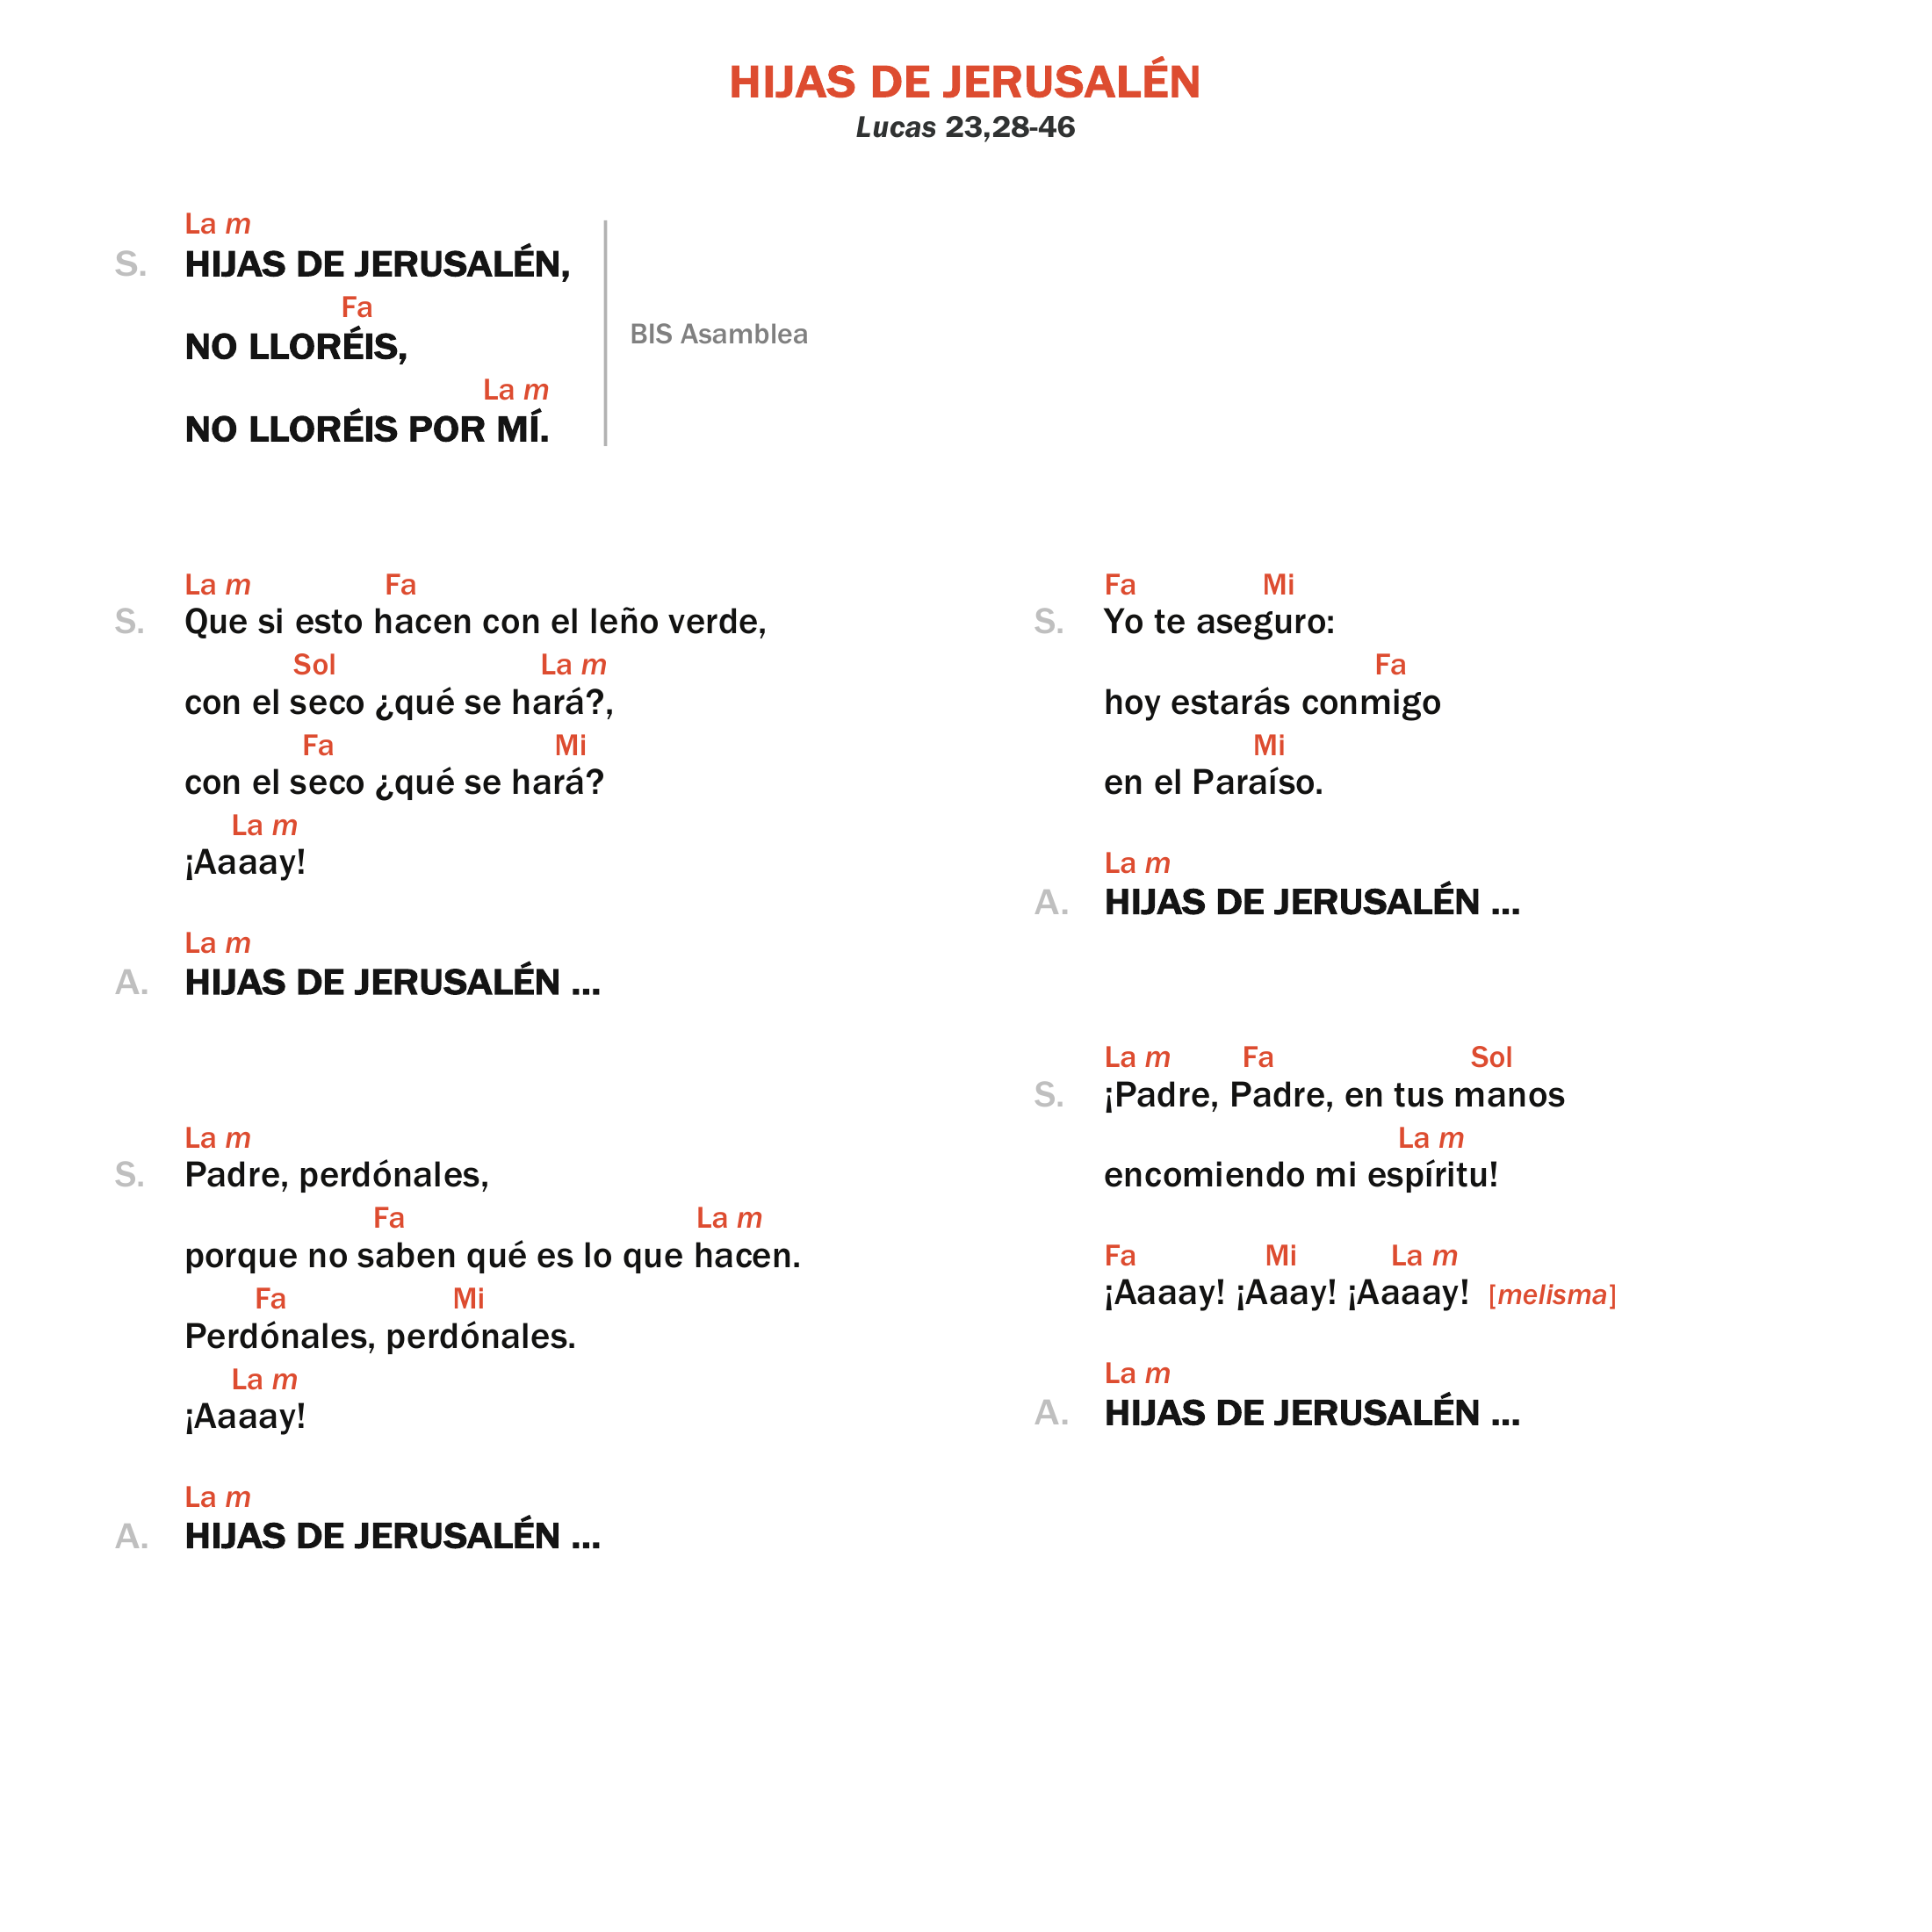 HIJAS DE JERUSALÉN
Lucas 23,28-46
La m
S. HIJAS DE JERUSALÉN,
Fa
NO LLORÉIS,
BIS Asamblea
La m
NO LLORÉIS POR MÍ.
La m Fa
S. Que si esto hacen con el leño verde,
Sol La m
con el seco ¿qué se hará?,
Fa Mi
con el seco ¿qué se hará?
La m
¡Aaaay!
La m
A. HIJAS DE JERUSALÉN ...
La m
S. Padre, perdónales,
Fa La m
porque no saben qué es lo que hacen.
Fa Mi
Perdónales, perdónales.
La m
¡Aaaay!
La m
A. HIJAS DE JERUSALÉN ...
Fa Mi
S. Yo te aseguro:
Fa
hoy estarás conmigo
Mi
en el Paraíso.
La m
A. HIJAS DE JERUSALÉN ...
La m Fa Sol
S. ¡Padre, Padre, en tus manos
La m
encomiendo mi espíritu!
Fa Mi La m
¡Aaaay! ¡Aaay! ¡Aaaay! [melisma]
La m
A. HIJAS DE JERUSALÉN ...